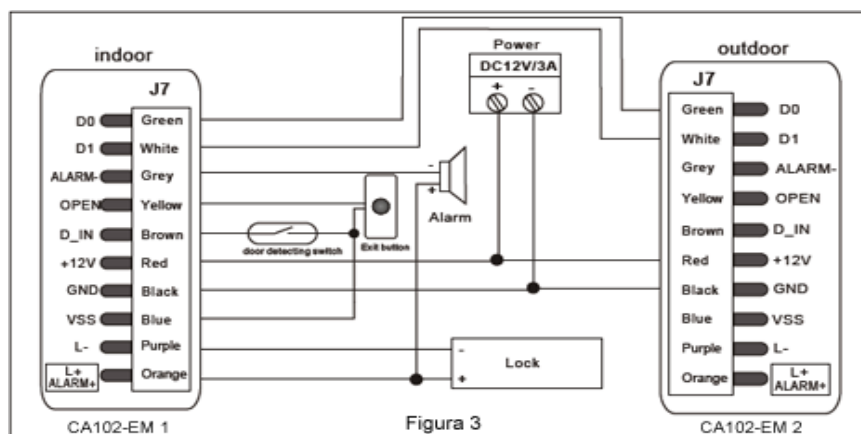 indoor
J7
D0 Green
D1 White
ALARM- Grey
OPEN Yellow
D_IN Brown
+12V Red
GND Black
VSS Blue
L- Purple
L+
ALARM+ Orange
CA102-EM 1
Power
DC12V/3A
+ -
-
+
Alarm
door detecting switch
Exit button
-
+
Lock
Figura 3
outdoor
J7
Green D0
White D1
Grey ALARM-
Yellow OPEN
Brown D_IN
Red +12V
Black GND
Blue VSS
Purple L-
Orange L+
ALARM+
CA102-EM 2